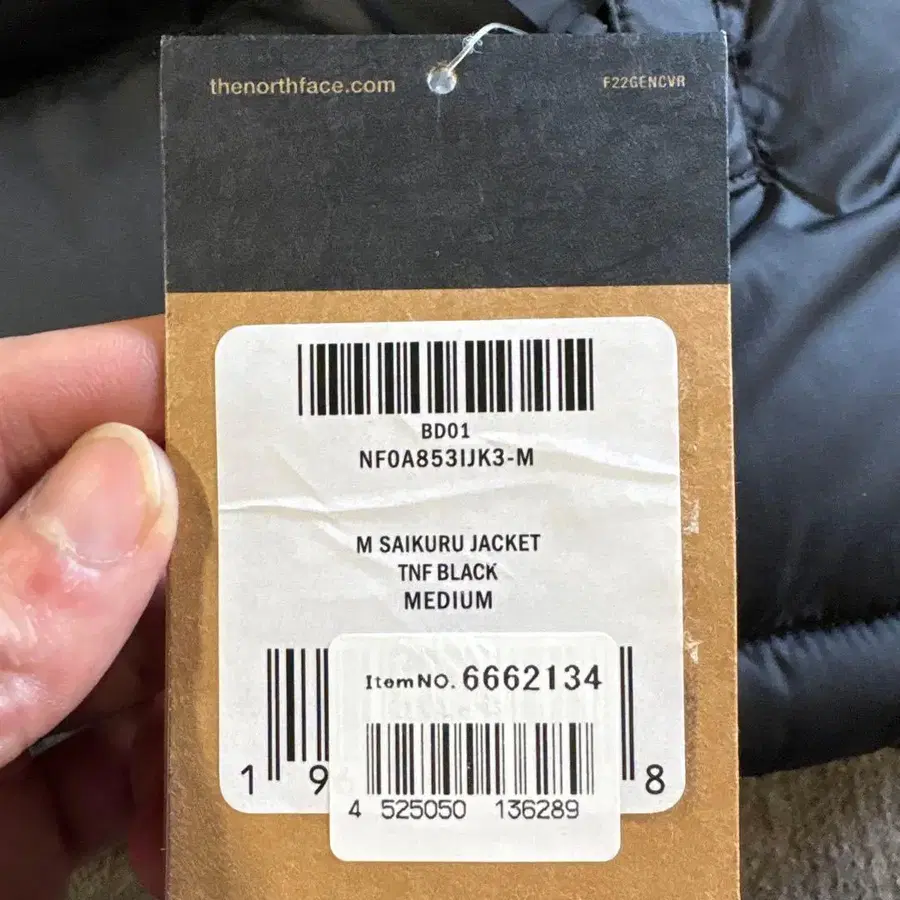 thenorthface.com
F22GENCVR
BD01
NF0A853IJK3-M
M SAIKURU JACKET
TNF BLACK
MEDIUM
ItemNO. 6662134
4 525050 136289
1 9 8